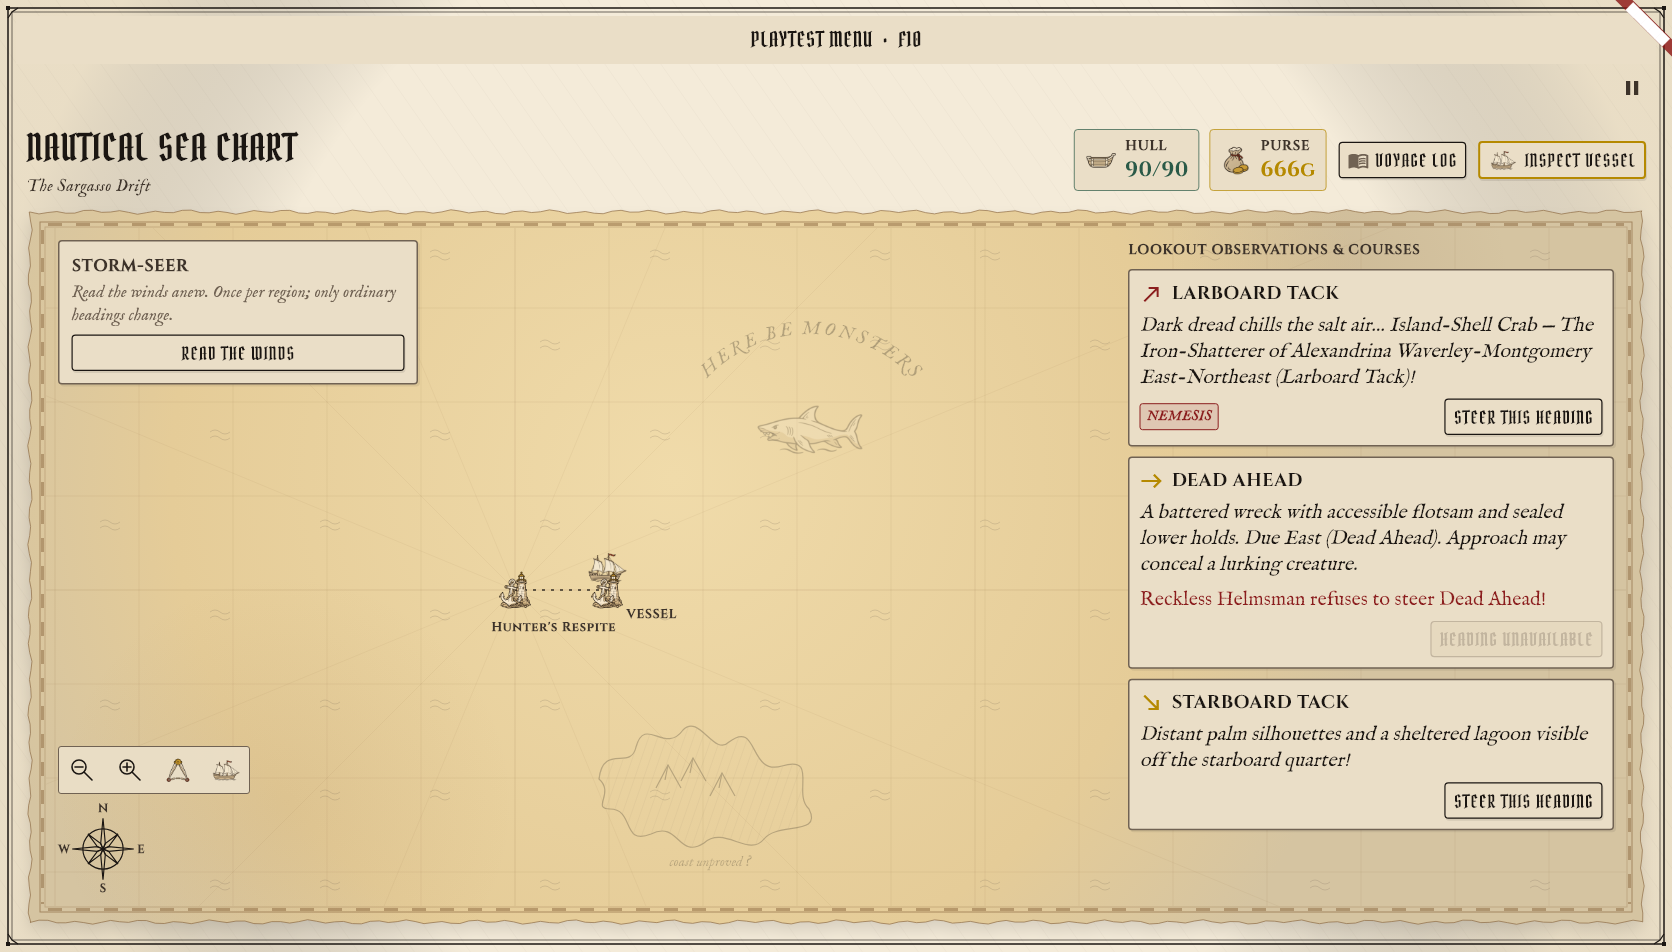 PLAYTEST MENU · F10
NAUTICAL SEA CHART
The Sargasso Drift
HULL
90/90
PURSE
666G
VOYAGE LOG
INSPECT VESSEL
STORM-SEER
Read the winds anew. Once per region; only ordinary
headings change.
READ THE WINDS
HERE BE MONSTERS
HUNTER'S RESPITE
VESSEL
coast unproved?
N
W
E
S
LOOKOUT OBSERVATIONS & COURSES
LARBOARD TACK
Dark dread chills the salt air... Island-Shell Crab — The
Iron-Shatterer of Alexandrina Waverley-Montgomery
East-Northeast (Larboard Tack)!
NEMESIS
STEER THIS HEADING
DEAD AHEAD
A battered wreck with accessible flotsam and sealed
lower holds. Due East (Dead Ahead). Approach may
conceal a lurking creature.
Reckless Helmsman refuses to steer Dead Ahead!
HEADING UNAVAILABLE
STARBOARD TACK
Distant palm silhouettes and a sheltered lagoon visible
off the starboard quarter!
STEER THIS HEADING